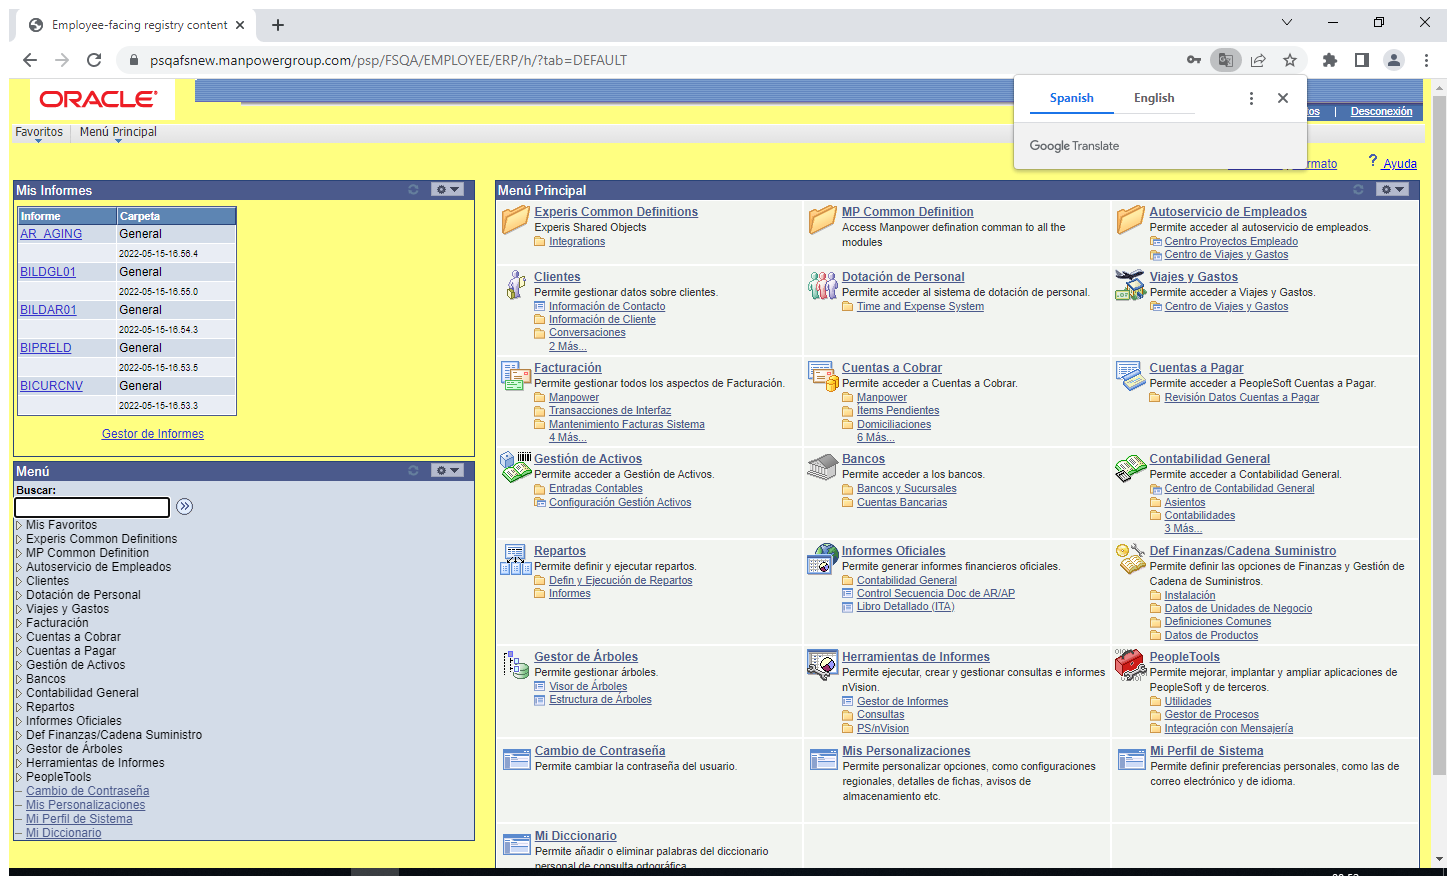 Employee-facing registry content
psqafsnew.manpowergroup.com/psp/FSQA/EMPLOYEE/ERP/h/?tab=DEFAULT
ORACLE
Spanish
English
Google Translate
Desconexión
Favoritos
Menú Principal
Ayuda
Mis Informes
Informe
Carpeta
AR_AGING
General
2022-05-15-16.56.4
BILDGL01
General
2022-05-15-16.55.0
BILDAR01
General
2022-05-15-16.54.3
BIPRELD
General
2022-05-15-16.53.5
BICURCNV
General
2022-05-15-16.53.3
Gestor de Informes
Menú
Buscar:
Mis Favoritos
Experis Common Definitions
MP Common Definition
Autoservicio de Empleados
Clientes
Dotación de Personal
Viajes y Gastos
Facturación
Cuentas a Cobrar
Cuentas a Pagar
Gestión de Activos
Bancos
Contabilidad General
Repartos
Informes Oficiales
Def Finanzas/Cadena Suministro
Gestor de Árboles
Herramientas de Informes
PeopleTools
Cambio de Contraseña
Mis Personalizaciones
Mi Perfil de Sistema
Mi Diccionario
Menú Principal
Experis Common Definitions
Experis Shared Objects
Integrations
MP Common Definition
Access Manpower defination comman to all the
modules
Autoservicio de Empleados
Permite acceder al autoservicio de empleados.
Centro Proyectos Empleado
Centro de Viajes y Gastos
Clientes
Permite gestionar datos sobre clientes.
Información de Contacto
Información de Cliente
Conversaciones
2 Más...
Dotación de Personal
Permite acceder al sistema de dotación de personal.
Time and Expense System
Viajes y Gastos
Permite acceder a Viajes y Gastos.
Centro de Viajes y Gastos
Facturación
Permite gestionar todos los aspectos de Facturación.
Manpower
Transacciones de Interfaz
Mantenimiento Facturas Sistema
4 Más...
Cuentas a Cobrar
Permite acceder a Cuentas a Cobrar.
Manpower
Ítems Pendientes
Domiciliaciones
6 Más...
Cuentas a Pagar
Permite acceder a PeopleSoft Cuentas a Pagar.
Revisión Datos Cuentas a Pagar
Gestión de Activos
Permite acceder a Gestión de Activos.
Entradas Contables
Configuración Gestión Activos
Bancos
Permite acceder a los bancos.
Bancos y Sucursales
Cuentas Bancarias
Contabilidad General
Permite acceder a Contabilidad General.
Centro de Contabilidad General
Asientos
Contabilidades
3 Más...
Repartos
Permite definir y ejecutar repartos.
Defin y Ejecución de Repartos
Informes
Informes Oficiales
Permite generar informes financieros oficiales.
Contabilidad General
Control Secuencia Doc de AR/AP
Libro Detallado (ITA)
Def Finanzas/Cadena Suministro
Permite definir las opciones de Finanzas y Gestión de
Cadena de Suministros.
Instalación
Datos de Unidades de Negocio
Definiciones Comunes
Datos de Productos
Gestor de Árboles
Permite gestionar árboles.
Visor de Árboles
Estructura de Árboles
Herramientas de Informes
Permite ejecutar, crear y gestionar consultas e informes
nVision.
Gestor de Informes
Consultas
PS/nVision
PeopleTools
Permite mejorar, implantar y ampliar aplicaciones de
PeopleSoft y de terceros.
Utilidades
Gestor de Procesos
Integración con Mensajería
Cambio de Contraseña
Permite cambiar la contraseña del usuario.
Mis Personalizaciones
Permite personalizar opciones, como configuraciones
regionales, detalles de fichas, avisos de
almacenamiento etc.
Mi Perfil de Sistema
Permite definir preferencias personales, como las de
correo electrónico y de idioma.
Mi Diccionario
Permite añadir o eliminar palabras del diccionario
personal de consulta ortográfica.